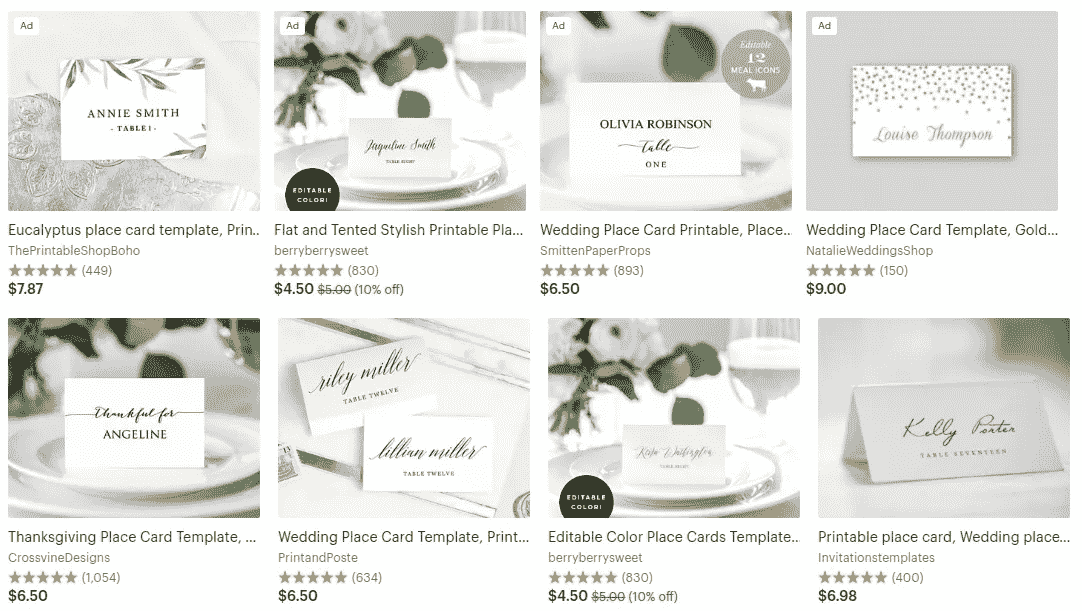 Ad
ANNIE SMITH
- TABLE 1 -
Ad
Jaqueline Smith
TABLE EIGHT
EDITABLE
COLOR!
Ad
Editable
12
MEAL ICONS
OLIVIA ROBINSON
Table
ONE
Ad
Louise Thompson
Eucalyptus place card template, Prin...
ThePrintableShopBoho
(449)
$7.87
Flat and Tented Stylish Printable Pla...
berryberrysweet
(830)
$4.50 $5.00 (10% off)
Wedding Place Card Printable, Place...
SmittenPaperProps
(893)
$6.50
Wedding Place Card Template, Gold...
NatalieWeddingsShop
(150)
$9.00
thankful for
ANGELINE
riley miller
TABLE TWELVE
lillian miller
TABLE TWELVE
13
Washington
TABLE EIGHT
EDITABLE
COLOR!
Kelly Porter
TABLE SEVENTEEN
Thanksgiving Place Card Template, ...
CrossvineDesigns
(1,054)
$6.50
Wedding Place Card Template, Print...
PrintandPoste
(634)
$6.50
Editable Color Place Cards Template...
berryberrysweet
(830)
$4.50 $5.00 (10% off)
Printable place card, Wedding place...
Invitationstemplates
(400)
$6.98